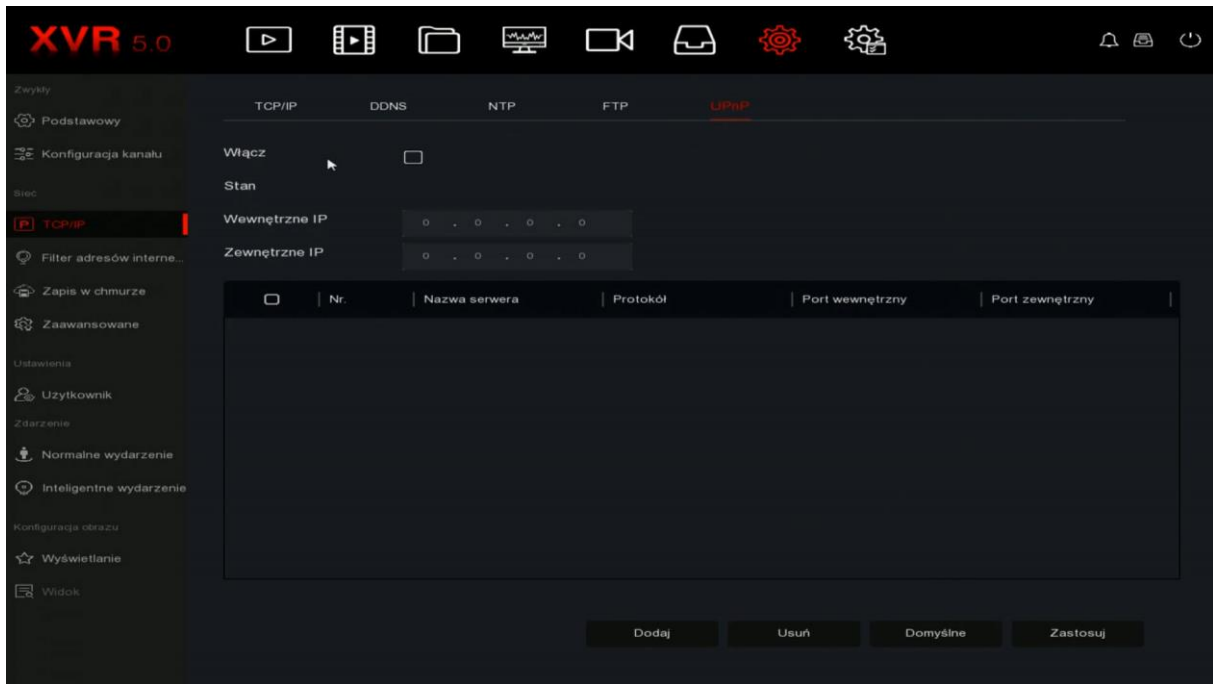 XVR 5.0
Zwykły
Podstawowy
Konfiguracja kanału
Sieć
TCP/IP
Filter adresów interne...
Zapis w chmurze
Zaawansowane
Ustawienia
Uzytkownik
Zdarzenie
Normalne wydarzenie
Inteligentne wydarzenie
Konfiguracja obrazu
Wyświetlanie
Widok
TCP/IP DDNS NTP FTP UPnP
Włącz
Stan
Wewnętrzne IP 0 . 0 . 0 . 0
Zewnętrzne IP 0 . 0 . 0 . 0
Nr. Nazwa serwera Protokół Port wewnętrzny Port zewnętrzny
Dodaj Usuń Domyślne Zastosuj